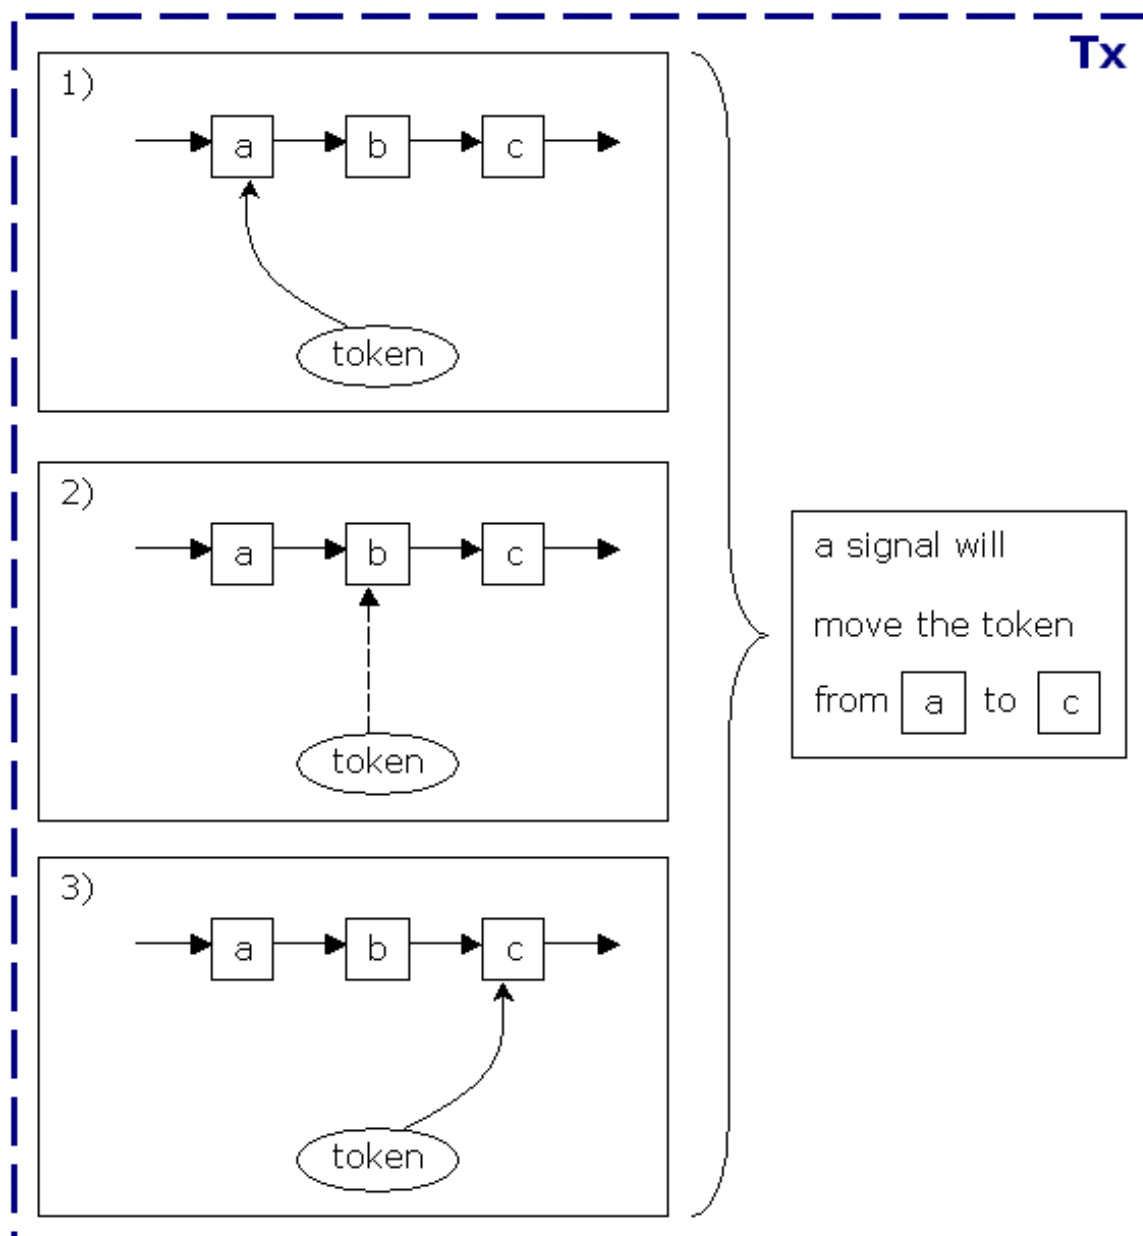 Tx
1)
a b c
token
2)
a b c
token
3)
a b c
token
a signal will
move the token
from a to c